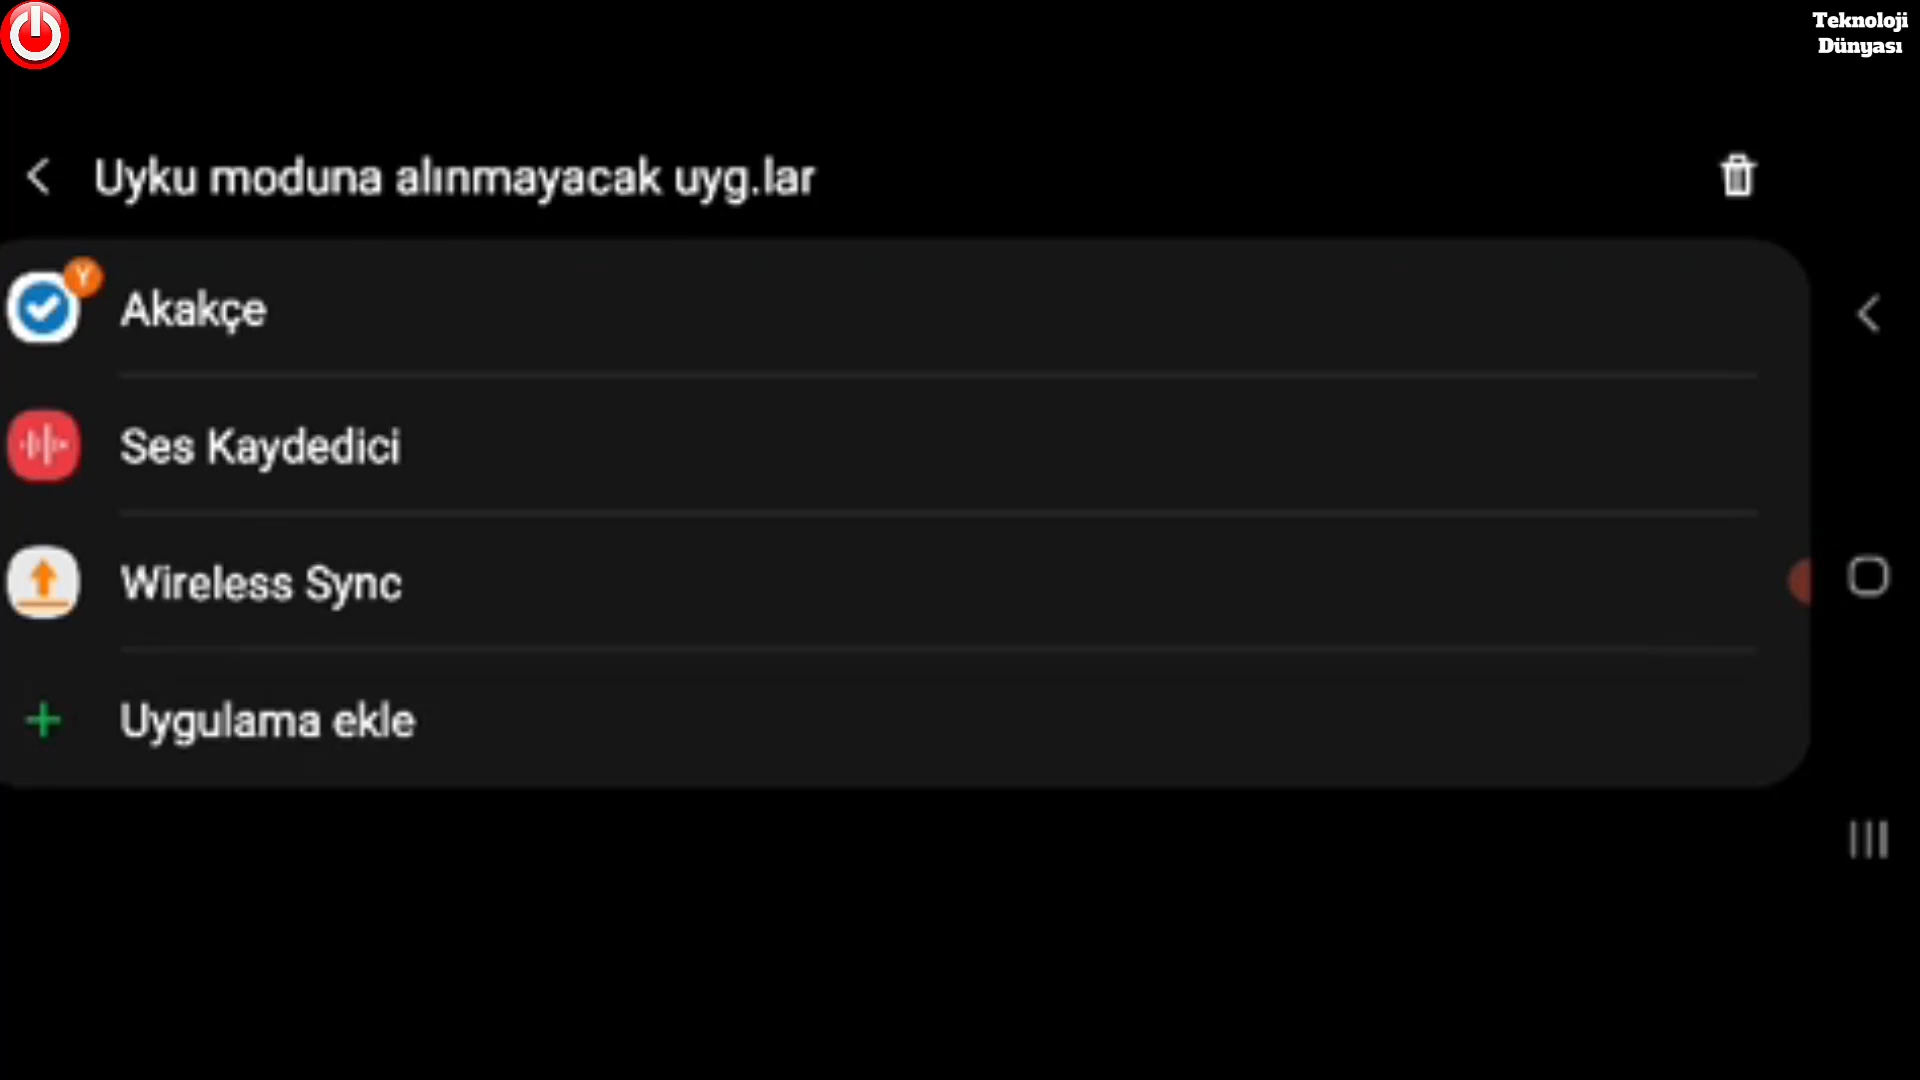 Teknoloji
Dünyası
Uyku moduna alınmayacak uyg.lar
Y
Akakçe
Ses Kaydedici
Wireless Sync
Uygulama ekle